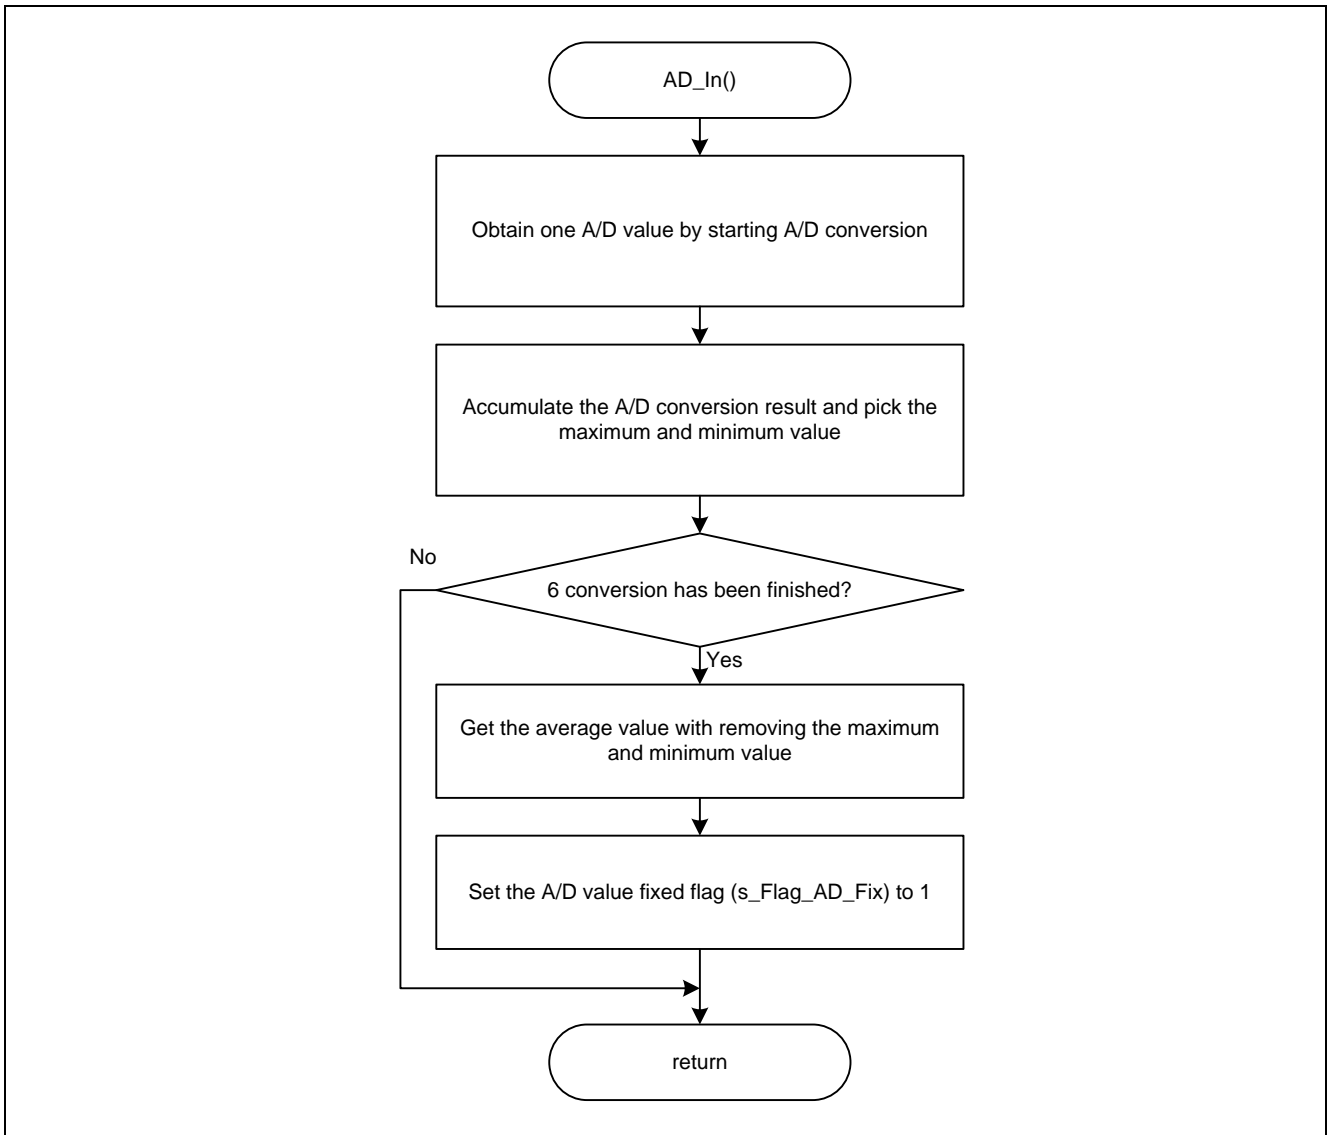 AD_In()
Obtain one A/D value by starting A/D conversion
Accumulate the A/D conversion result and pick the
maximum and minimum value
No
6 conversion has been finished?
Yes
Get the average value with removing the maximum
and minimum value
Set the A/D value fixed flag (s_Flag_AD_Fix) to 1
return